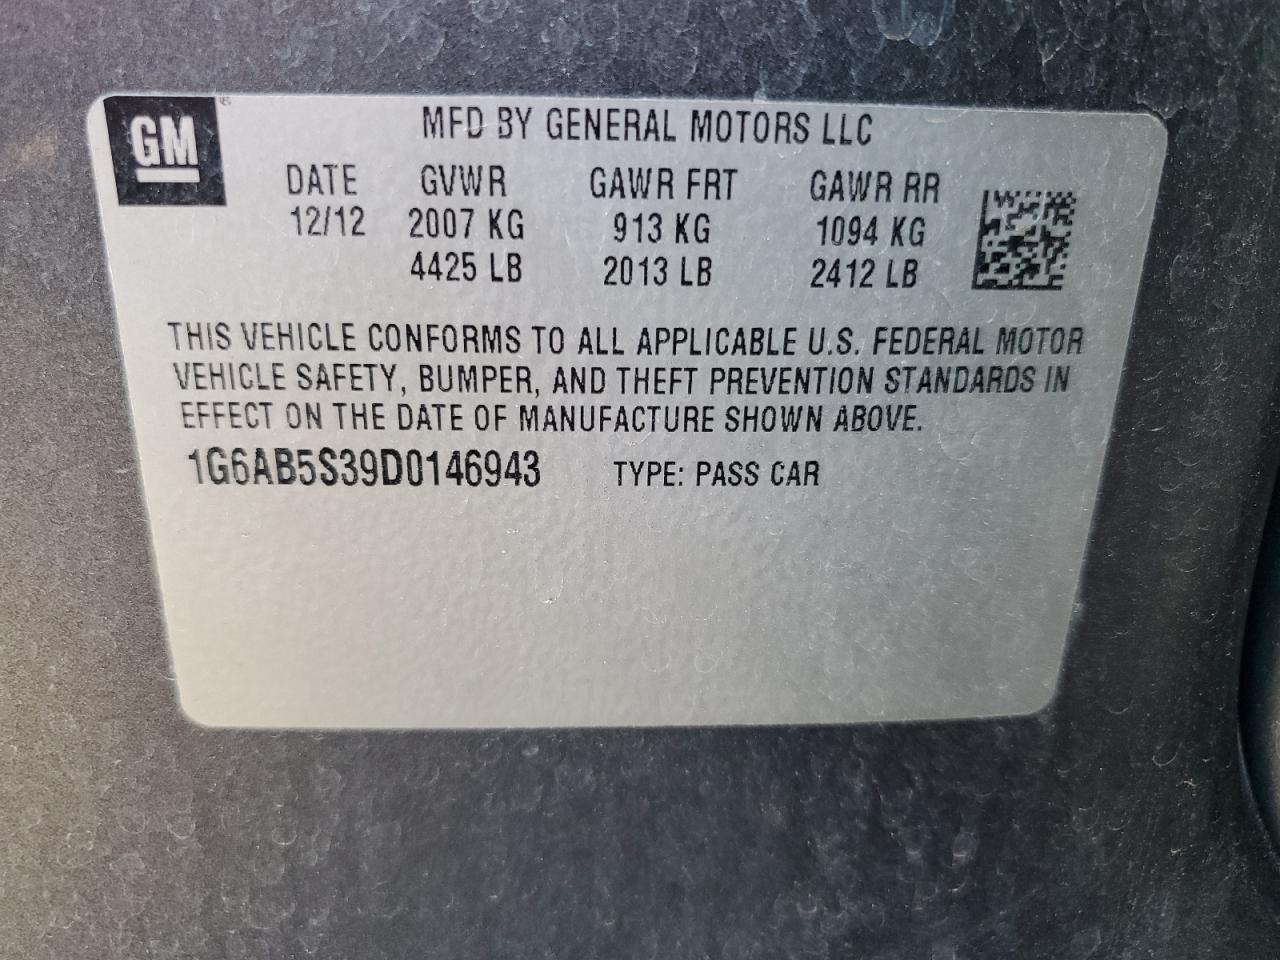 GM
MFD BY GENERAL MOTORS LLC
DATE GVWR GAWR FRT GAWR RR
12/12 2007 KG 913 KG 1094 KG
4425 LB 2013 LB 2412 LB
THIS VEHICLE CONFORMS TO ALL APPLICABLE U.S. FEDERAL MOTOR
VEHICLE SAFETY, BUMPER, AND THEFT PREVENTION STANDARDS IN
EFFECT ON THE DATE OF MANUFACTURE SHOWN ABOVE.
1G6AB5S39D0146943 TYPE: PASS CAR